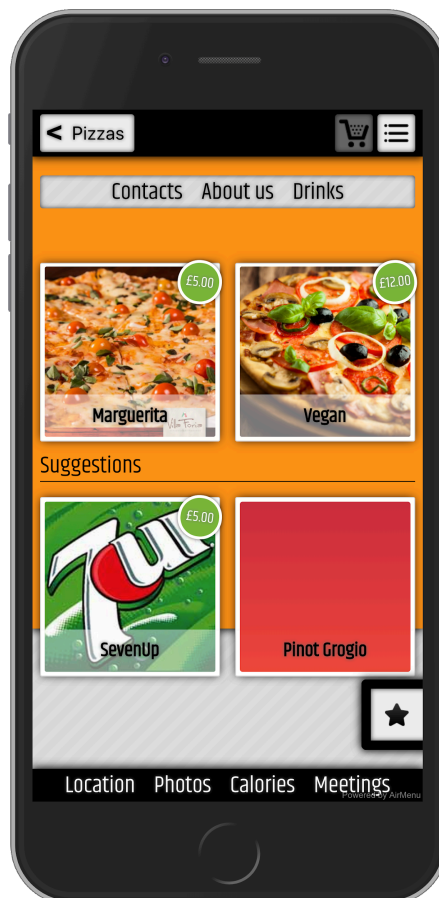 < Pizzas
Contacts About us Drinks
£5.00
£12.00
Marguerita
Vegan
Suggestions
7up
£5.00
SevenUp
Pinot Grogio
Location Photos Calories Meetings
Powered by AirMenu